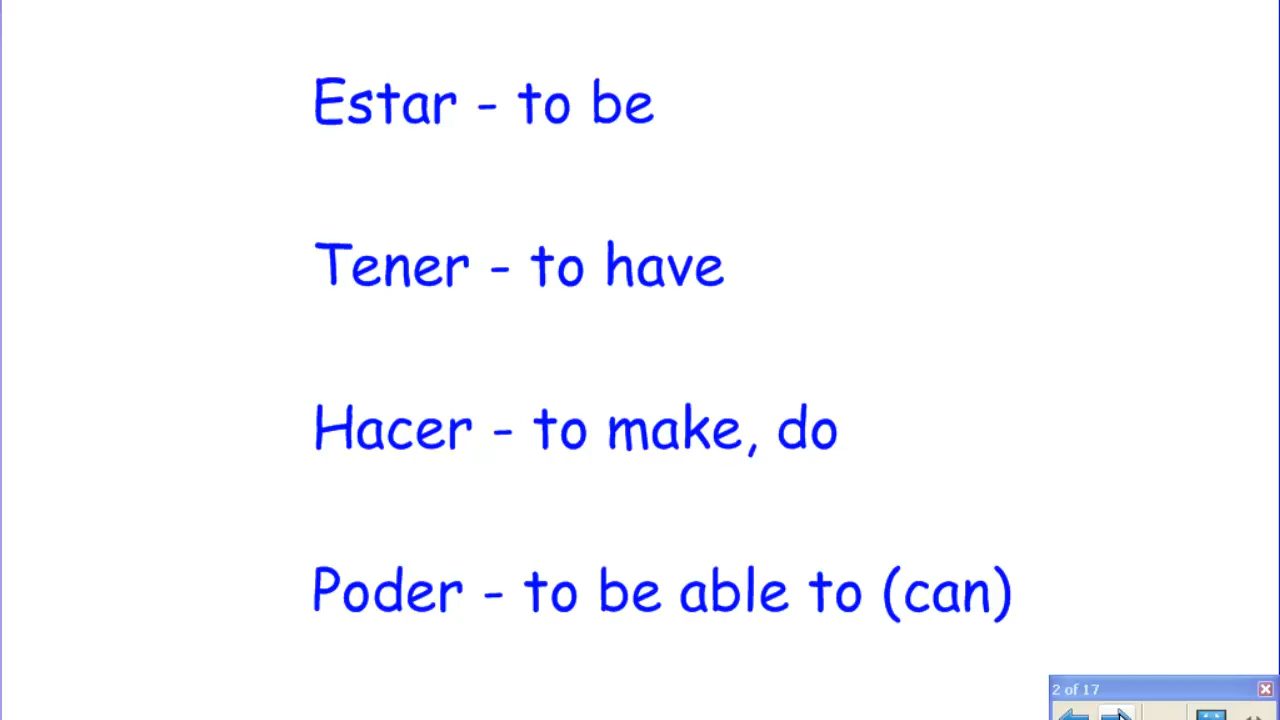 Estar - to be
Tener - to have
Hacer - to make, do
Poder - to be able to (can)
2 of 17